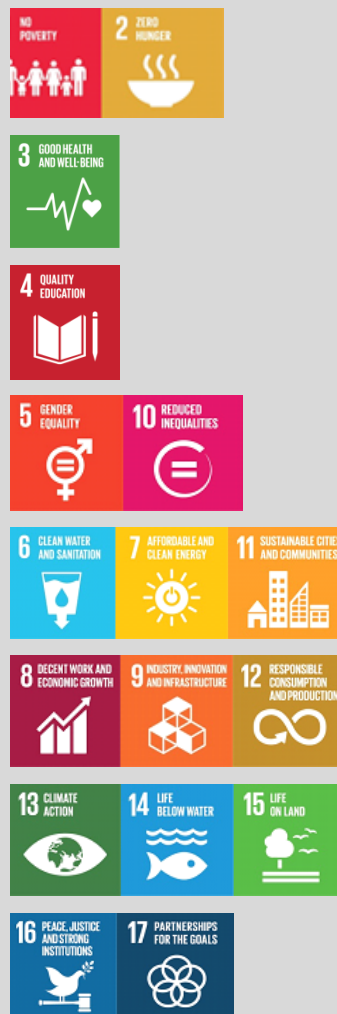 NO
POVERTY
2 ZERO
HUNGER
3 GOOD HEALTH
AND WELL-BEING
4 QUALITY
EDUCATION
5 GENDER
EQUALITY
10 REDUCED
INEQUALITIES
6 CLEAN WATER
AND SANITATION
7 AFFORDABLE AND
CLEAN ENERGY
11 SUSTAINABLE CITIE
AND COMMUNITIES
8 DECENT WORK AND
ECONOMIC GROWTH
9 INDUSTRY, INNOVATION
AND INFRASTRUCTURE
12 RESPONSIBLE
CONSUMPTION
AND PRODUCTION
13 CLIMATE
ACTION
14 LIFE
BELOW WATER
15 LIFE
ON LAND
16 PEACE, JUSTICE
AND STRONG
INSTITUTIONS
17 PARTNERSHIPS
FOR THE GOALS